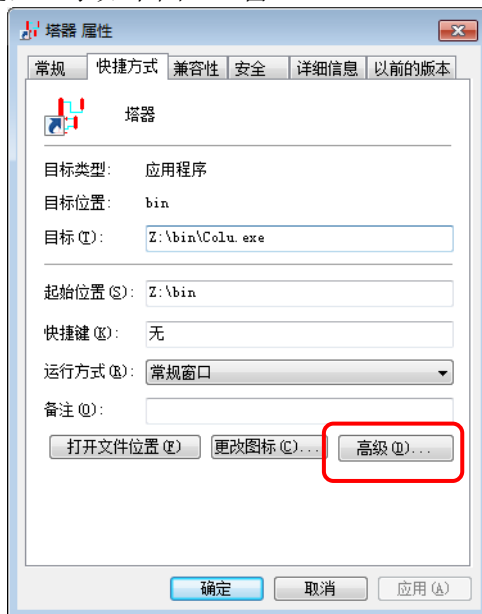 塔器 属性
常规 快捷方式 兼容性 安全 详细信息 以前的版本
塔器
目标类型: 应用程序
目标位置: bin
目标(T): Z:\bin\Colu.exe
起始位置(S): Z:\bin
快捷键(K): 无
运行方式(R): 常规窗口
备注(O):
打开文件位置(F) 更改图标(C)... 高级(D)...
确定 取消 应用(A)